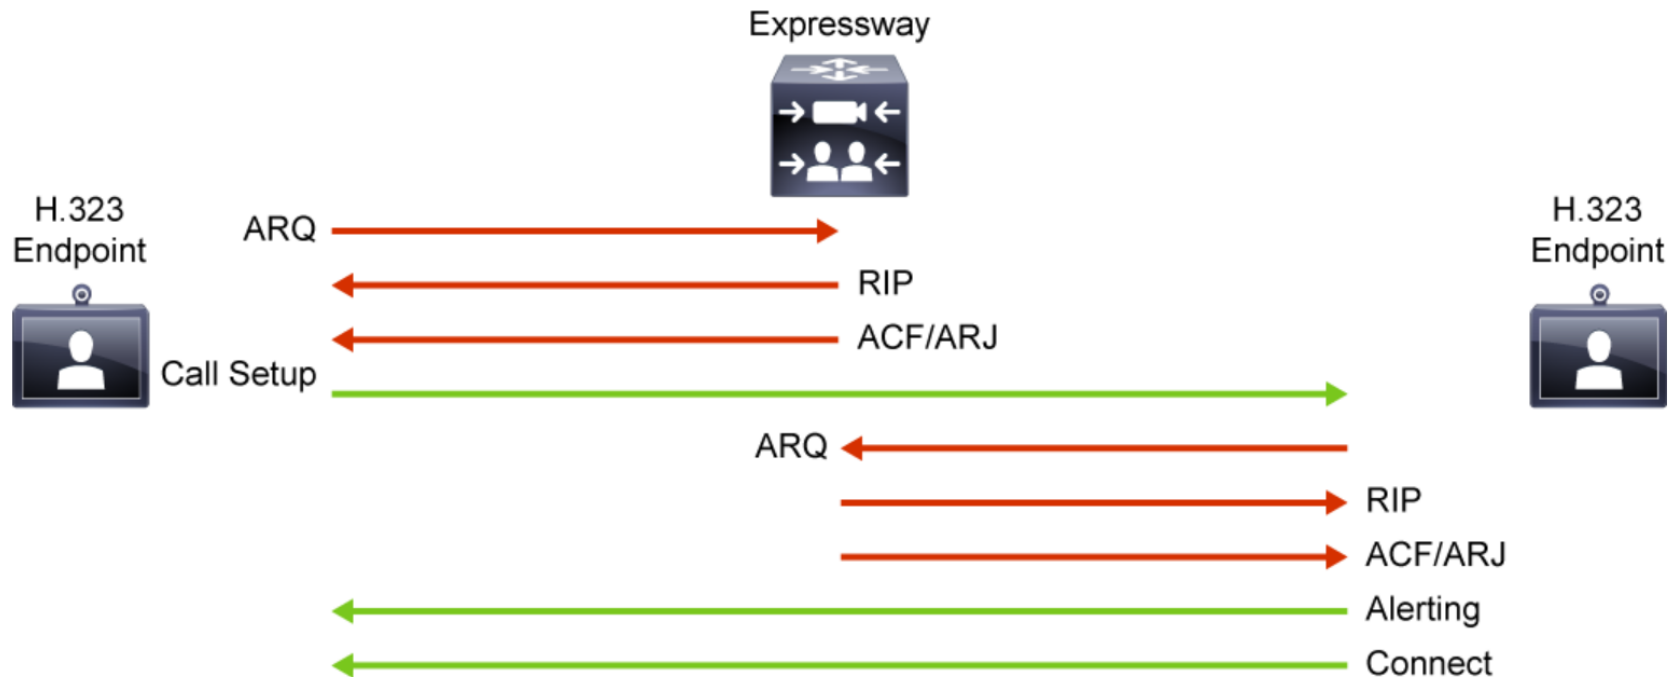 Expressway
H.323
Endpoint
H.323
Endpoint
ARQ
RIP
ACF/ARJ
Call Setup
ARQ
RIP
ACF/ARJ
Alerting
Connect